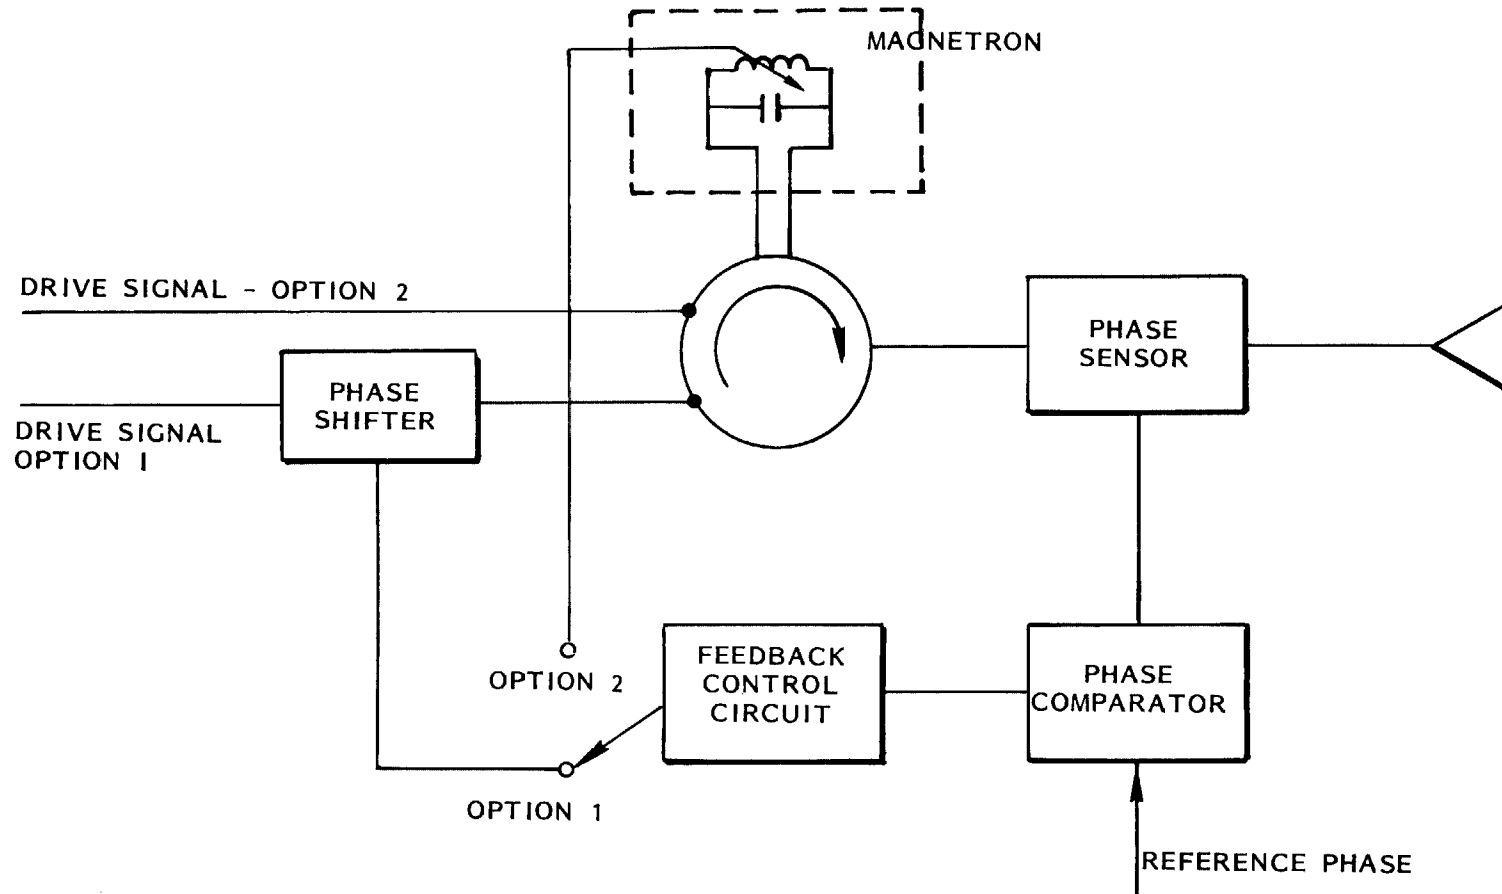 MAGNETRON
DRIVE SIGNAL - OPTION 2
PHASE
SENSOR
PHASE
SHIFTER
DRIVE SIGNAL
OPTION 1
OPTION 2
FEEDBACK
CONTROL
CIRCUIT
PHASE
COMPARATOR
OPTION 1
REFERENCE PHASE